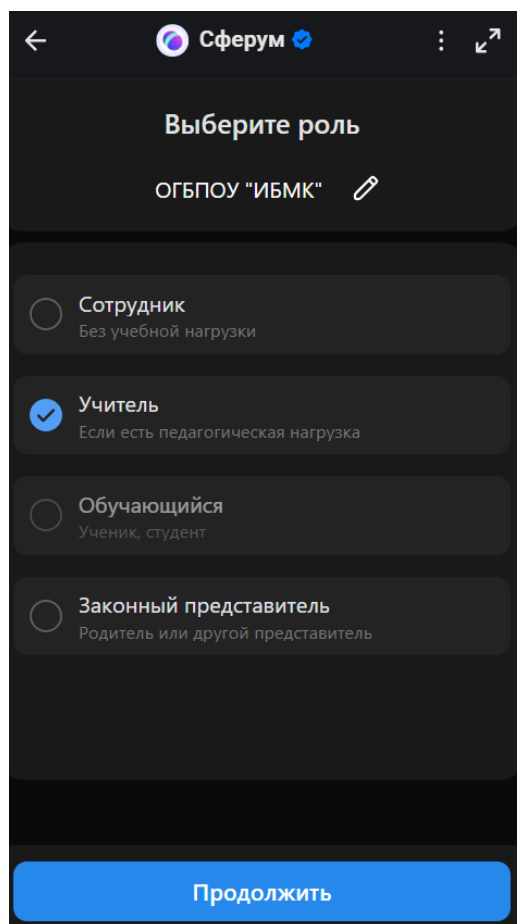 Сферум
Выберите роль
ОГБПОУ "ИБМК"
Сотрудник
Без учебной нагрузки
Учитель
Если есть педагогическая нагрузка
Обучающийся
Ученик, студент
Законный представитель
Родитель или другой представитель
Продолжить